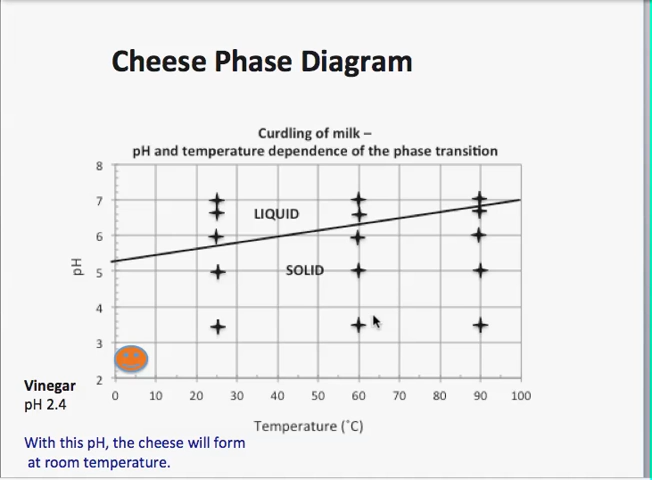 Cheese Phase Diagram
Curdling of milk –
pH and temperature dependence of the phase transition
8
7
6
5
4
3
2
pH
LIQUID
SOLID
0 10 20 30 40 50 60 70 80 90 100
Temperature (˚C)
Vinegar
pH 2.4
With this pH, the cheese will form
at room temperature.